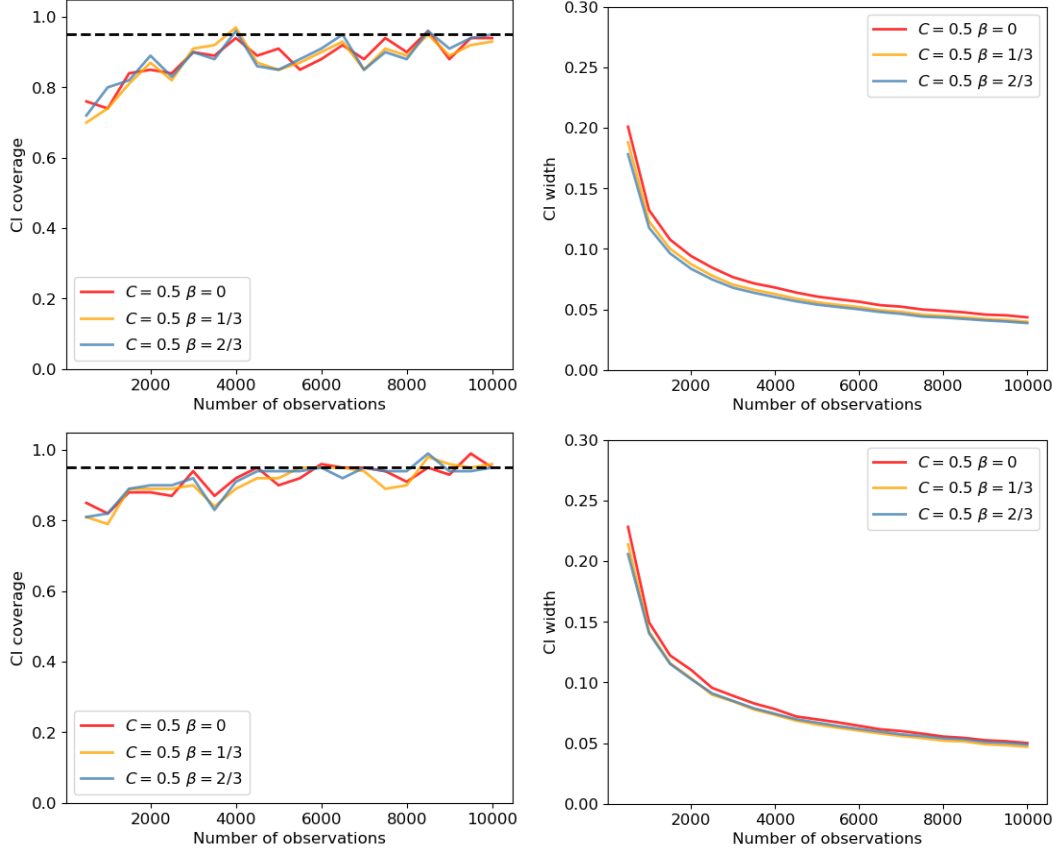 1.0
0.8
0.6
0.4
0.2
0.0
CI coverage
C = 0.5 β = 0
C = 0.5 β = 1/3
C = 0.5 β = 2/3
2000 4000 6000 8000 10000
Number of observations
0.30
0.25
0.20
0.15
0.10
0.05
0.00
CI width
C = 0.5 β = 0
C = 0.5 β = 1/3
C = 0.5 β = 2/3
2000 4000 6000 8000 10000
Number of observations
1.0
0.8
0.6
0.4
0.2
0.0
CI coverage
C = 0.5 β = 0
C = 0.5 β = 1/3
C = 0.5 β = 2/3
2000 4000 6000 8000 10000
Number of observations
0.30
0.25
0.20
0.15
0.10
0.05
0.00
CI width
C = 0.5 β = 0
C = 0.5 β = 1/3
C = 0.5 β = 2/3
2000 4000 6000 8000 10000
Number of observations